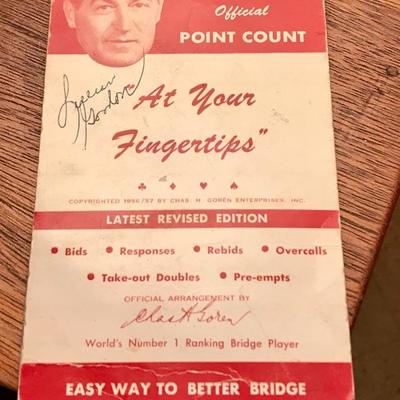 Official
POINT COUNT
"At Your
Fingertips"
COPYRIGHTED 1956/57 BY CHAS. H. GOREN ENTERPRISES, INC.
LATEST REVISED EDITION
• Bids • Responses • Rebids • Overcalls
• Take-out Doubles • Pre-empts
OFFICIAL ARRANGEMENT BY
Chas H Goren
World's Number 1 Ranking Bridge Player
EASY WAY TO BETTER BRIDGE